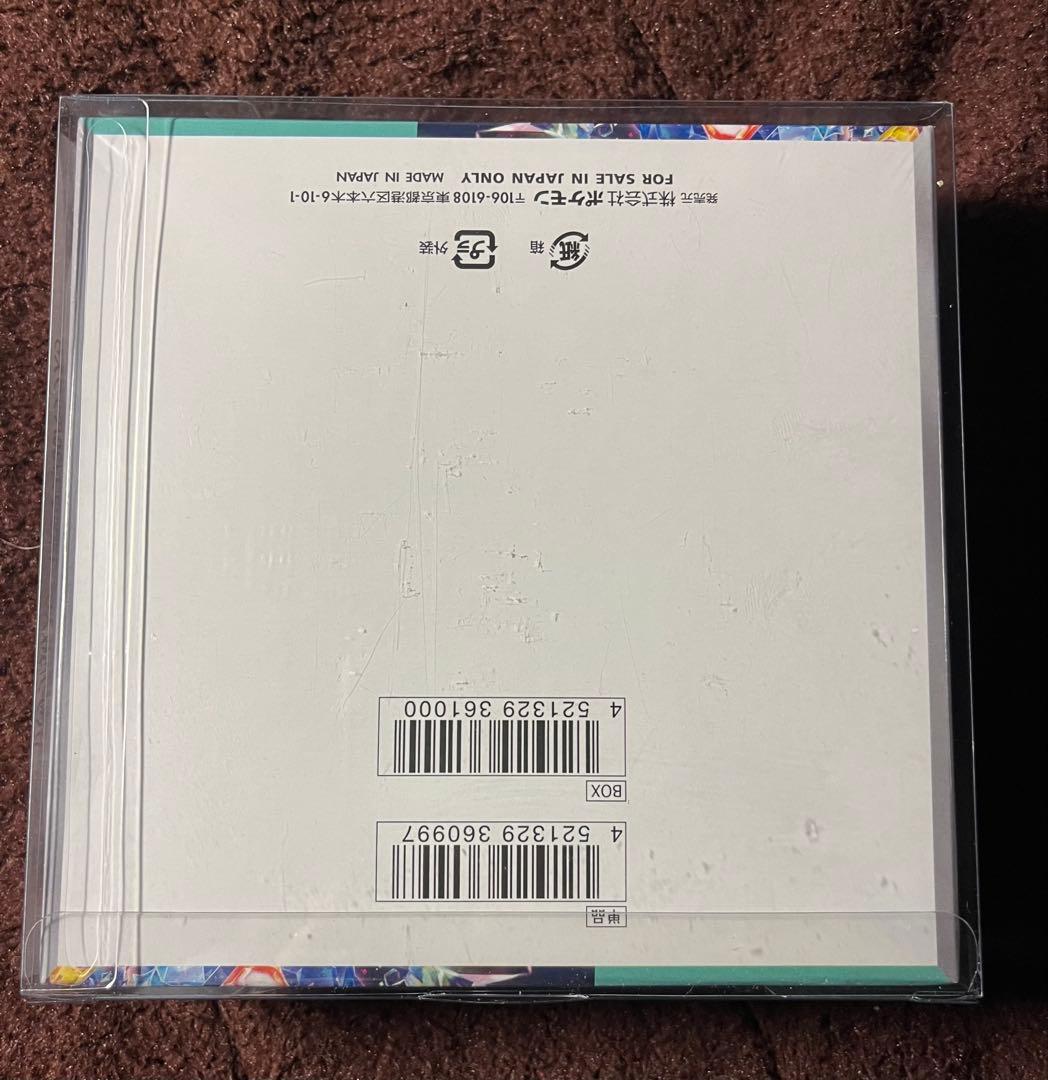 単品
4 521329 360997
BOX
4 521329 361000
紙 箱 プラ 外装
発売元 株式会社ポケモン 〒106-6108 東京都港区六本木6-10-1
FOR SALE IN JAPAN ONLY MADE IN JAPAN